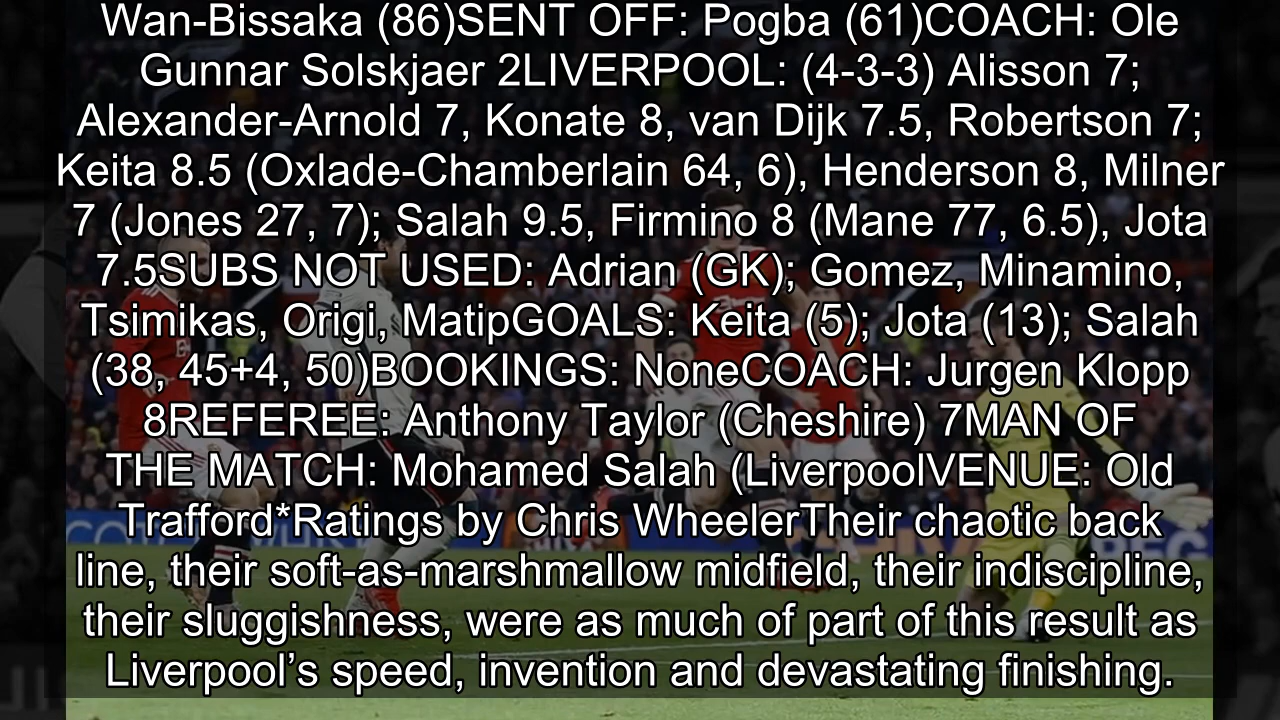 Wan-Bissaka (86)SENT OFF: Pogba (61)COACH: Ole
Gunnar Solskjaer 2LIVERPOOL: (4-3-3) Alisson 7;
Alexander-Arnold 7, Konate 8, van Dijk 7.5, Robertson 7;
Keita 8.5 (Oxlade-Chamberlain 64, 6), Henderson 8, Milner
7 (Jones 27, 7); Salah 9.5, Firmino 8 (Mane 77, 6.5), Jota
7.5SUBS NOT USED: Adrian (GK); Gomez, Minamino,
Tsimikas, Origi, MatipGOALS: Keita (5); Jota (13); Salah
(38, 45+4, 50)BOOKINGS: NoneCOACH: Jurgen Klopp
8REFEREE: Anthony Taylor (Cheshire) 7MAN OF
THE MATCH: Mohamed Salah (LiverpoolVENUE: Old
Trafford*Ratings by Chris WheelerTheir chaotic back
line, their soft-as-marshmallow midfield, their indiscipline,
their sluggishness, were as much of part of this result as
Liverpool’s speed, invention and devastating finishing.